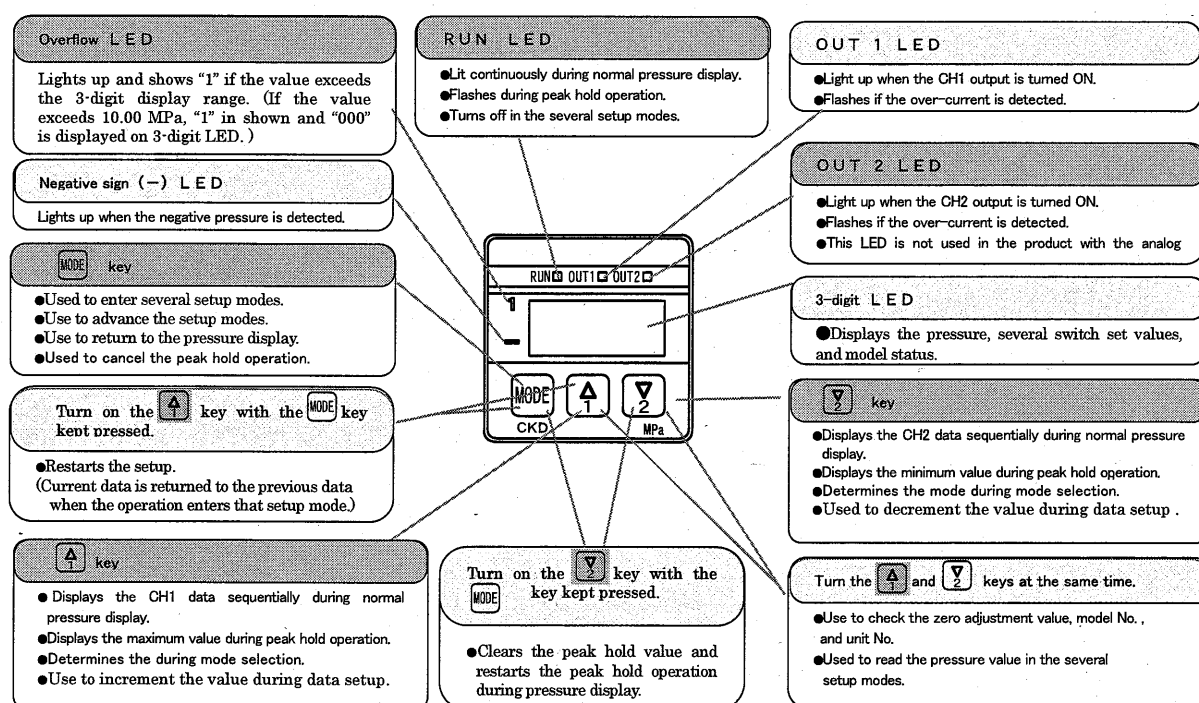 Overflow LED
Lights up and shows "1" if the value exceeds
the 3-digit display range. (If the value
exceeds 10.00 MPa, "1" in shown and "000"
is displayed on 3-digit LED. )
Negative sign (－) LED
Lights up when the negative pressure is detected.
MODE key
●Used to enter several setup modes.
●Use to advance the setup modes.
●Use to return to the pressure display.
●Used to cancel the peak hold operation.
Turn on the △1 key with the MODE key
kept pressed.
●Restarts the setup.
(Current data is returned to the previous data
when the operation enters that setup mode.)
△1 key
● Displays the CH1 data sequentially during normal
pressure display.
●Displays the maximum value during peak hold operation.
●Determines the during mode selection.
●Use to increment the value during data setup.
RUN LED
●Lit continuously during normal pressure display.
●Flashes during peak hold operation.
●Turns off in the several setup modes.
RUN OUT1 OUT2
1
－
MODE △1 ▽2
CKD MPa
Turn on the ▽2 key with the
MODE key kept pressed.
●Clears the peak hold value and
restarts the peak hold operation
during pressure display.
OUT 1 LED
●Light up when the CH1 output is turned ON.
●Flashes if the over-current is detected.
OUT 2 LED
●Light up when the CH2 output is turned ON.
●Flashes if the over-current is detected.
●This LED is not used in the product with the analog
3-digit LED
●Displays the pressure, several switch set values,
and model status.
▽2 key
●Displays the CH2 data sequentially during normal pressure
display.
●Displays the minimum value during peak hold operation.
●Determines the mode during mode selection.
●Used to decrement the value during data setup .
Turn the △1 and ▽2 keys at the same time.
●Use to check the zero adjustment value, model No. ,
and unit No.
●Used to read the pressure value in the several
setup modes.